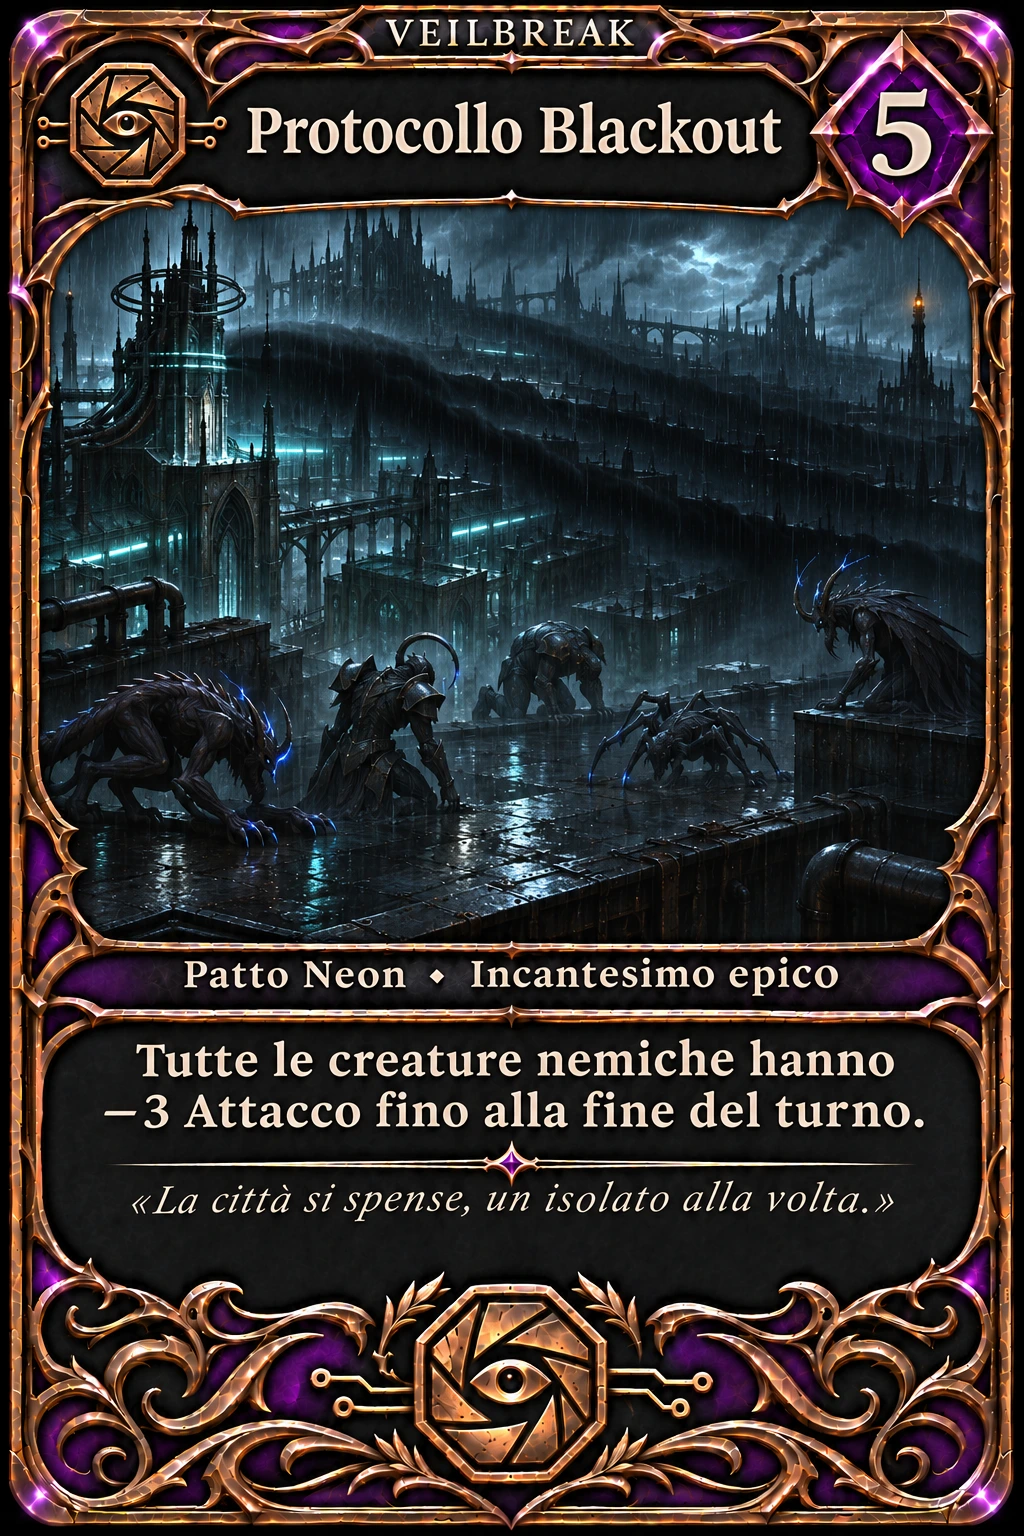 VEILBREAK
Protocollo Blackout
5
Patto Neon ⬩ Incantesimo epico
Tutte le creature nemiche hanno
−3 Attacco fino alla fine del turno.
«La città si spense, un isolato alla volta.»